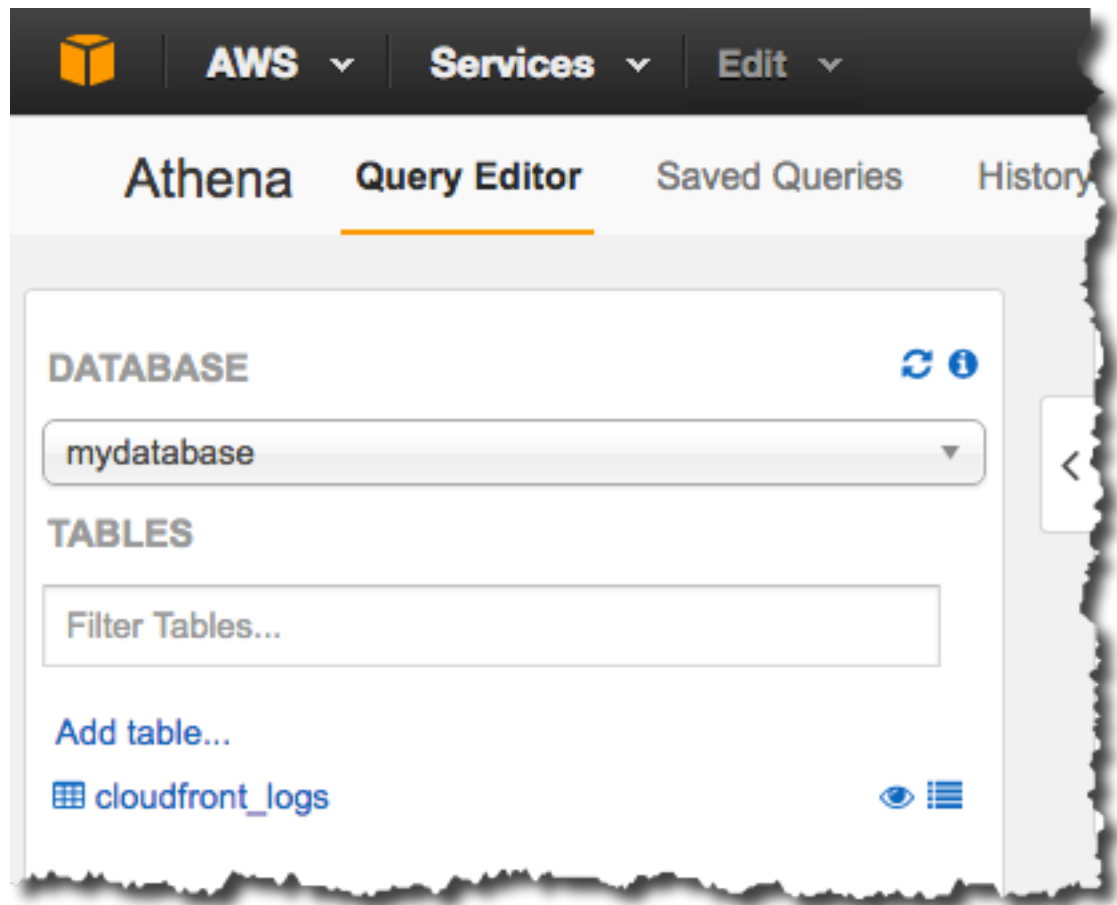 AWS Services Edit
Athena Query Editor Saved Queries History
DATABASE
mydatabase
TABLES
Filter Tables...
Add table...
cloudfront_logs